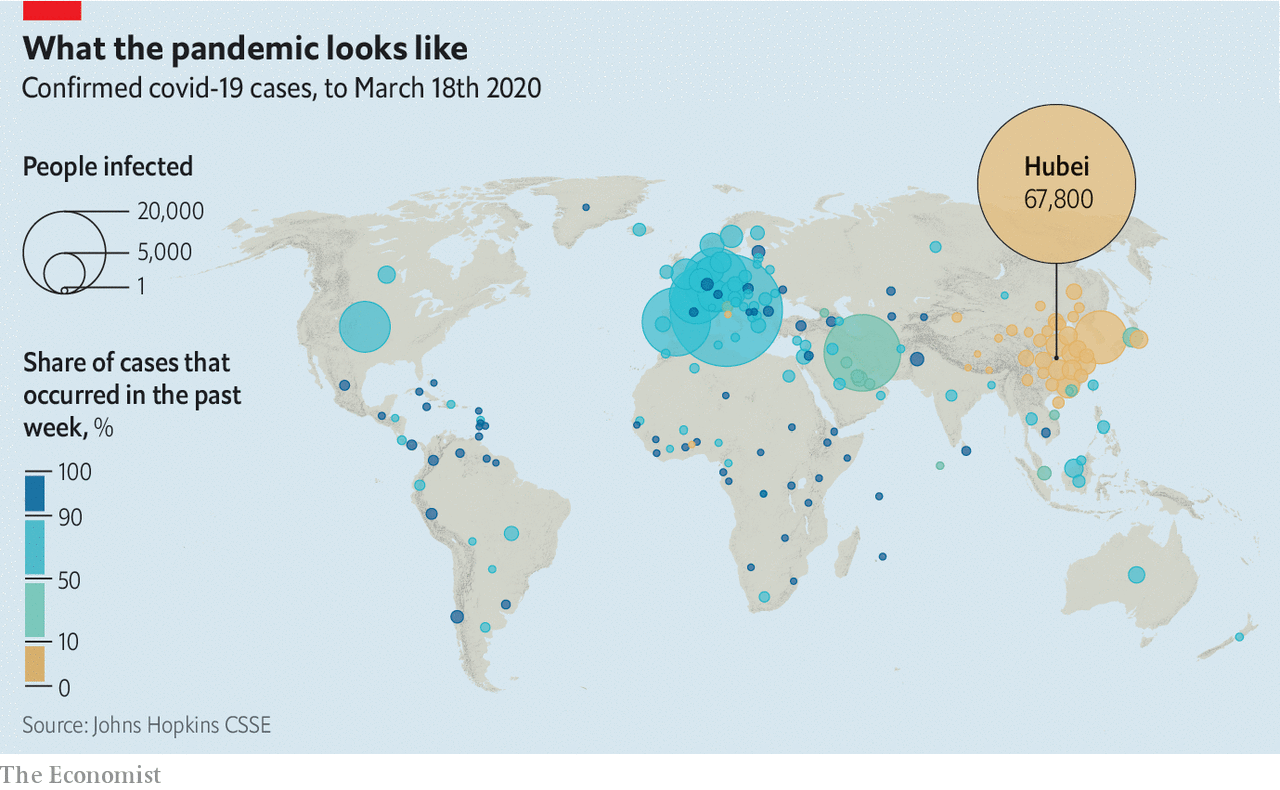 What the pandemic looks like
Confirmed covid-19 cases, to March 18th 2020
People infected
20,000
5,000
1
Hubei
67,800
Share of cases that
occurred in the past
week, %
100
90
50
10
0
Source: Johns Hopkins CSSE
The Economist